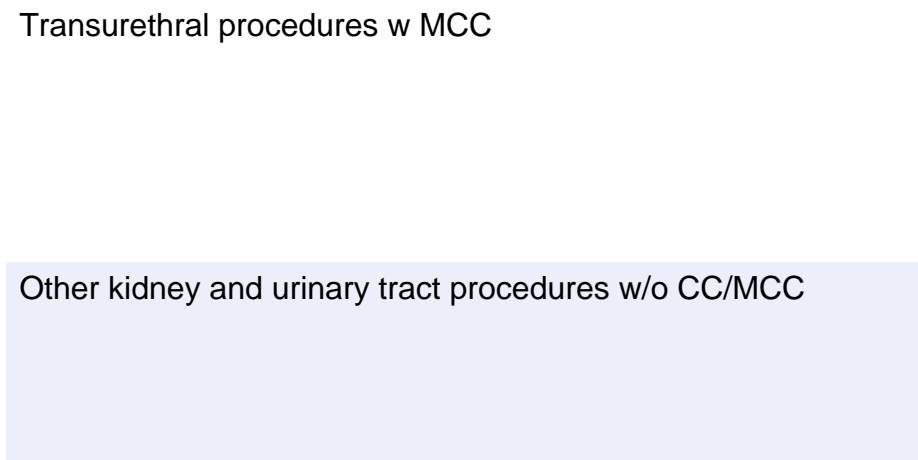 Transurethral procedures w MCC
Other kidney and urinary tract procedures w/o CC/MCC